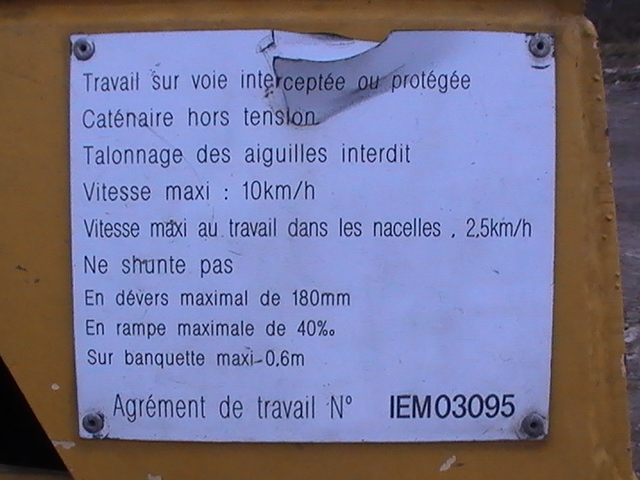 Travail sur voie interceptée ou protégée
Caténaire hors tension
Talonnage des aiguilles interdit
Vitesse maxi : 10km/h
Vitesse maxi au travail dans les nacelles , 2,5km/h
Ne shunte pas
En dévers maximal de 180mm
En rampe maximale de 40‰
Sur banquette maxi-0.6m
Agrément de travail N° IEM03095